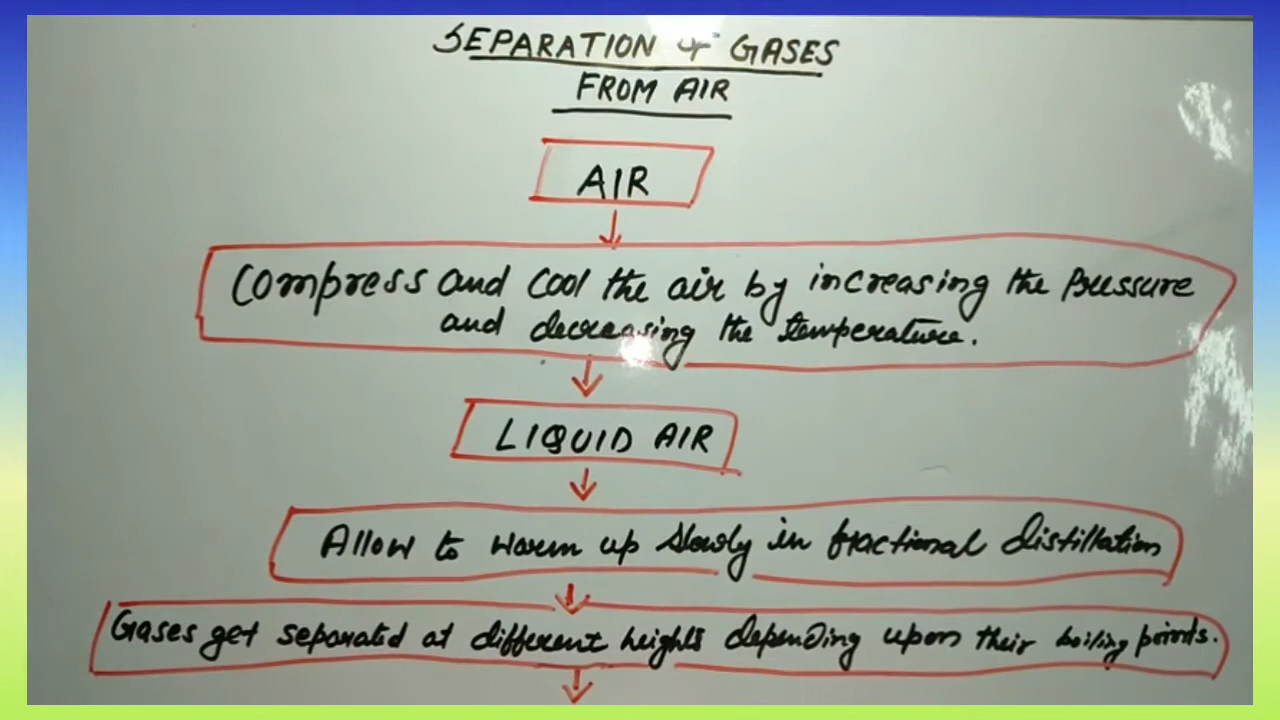 SEPARATION of GASES
FROM AIR
AIR
Compress and cool the air by increasing the Pressure
and decreasing the temperature.
LIQUID AIR
Allow to warm up slowly in fractional distillation
Gases get separated at different heights depending upon their boiling points.